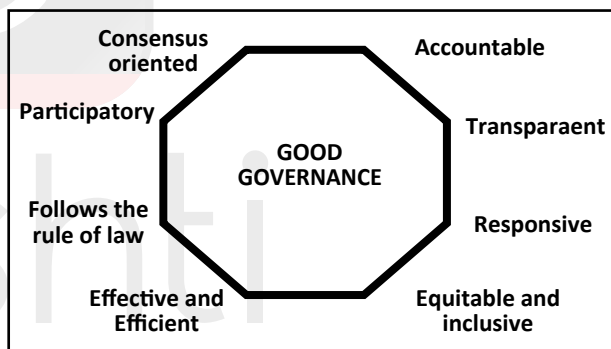 Consensus
oriented
Accountable
Participatory
Transparaent
GOOD
GOVERNANCE
Follows the
rule of law
Responsive
Effective and
Efficient
Equitable and
inclusive
shti